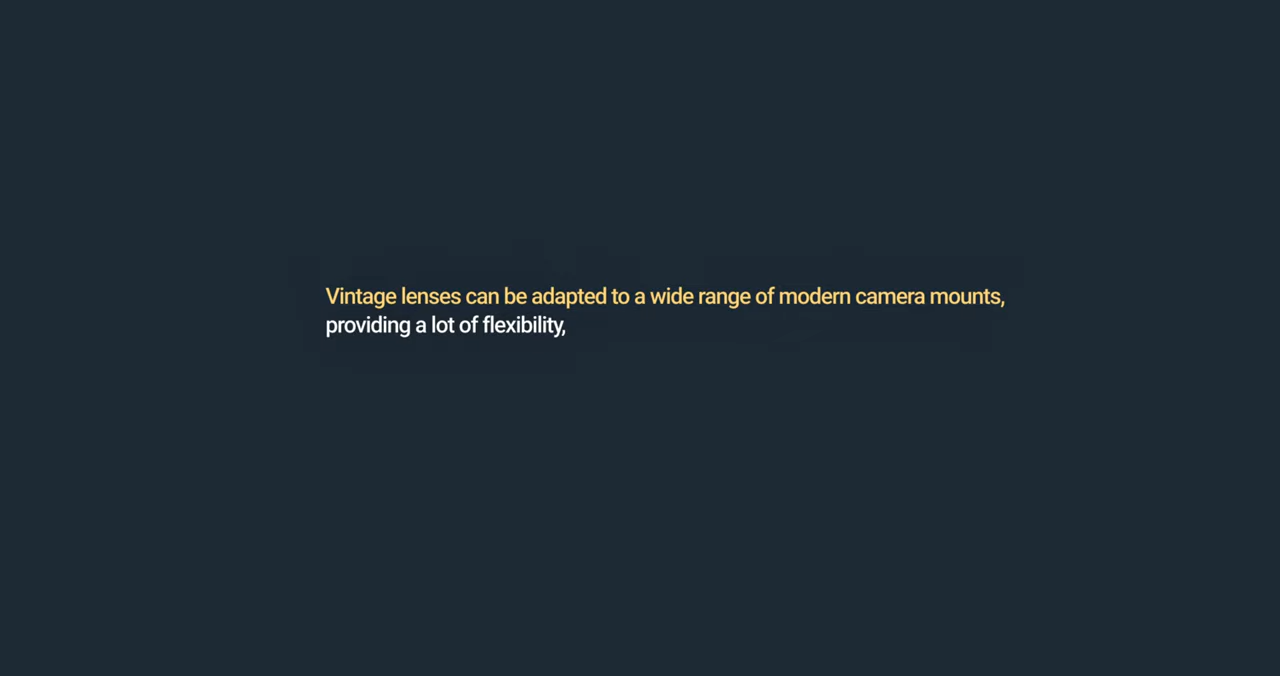 Vintage lenses can be adapted to a wide range of modern camera mounts,
providing a lot of flexibility,